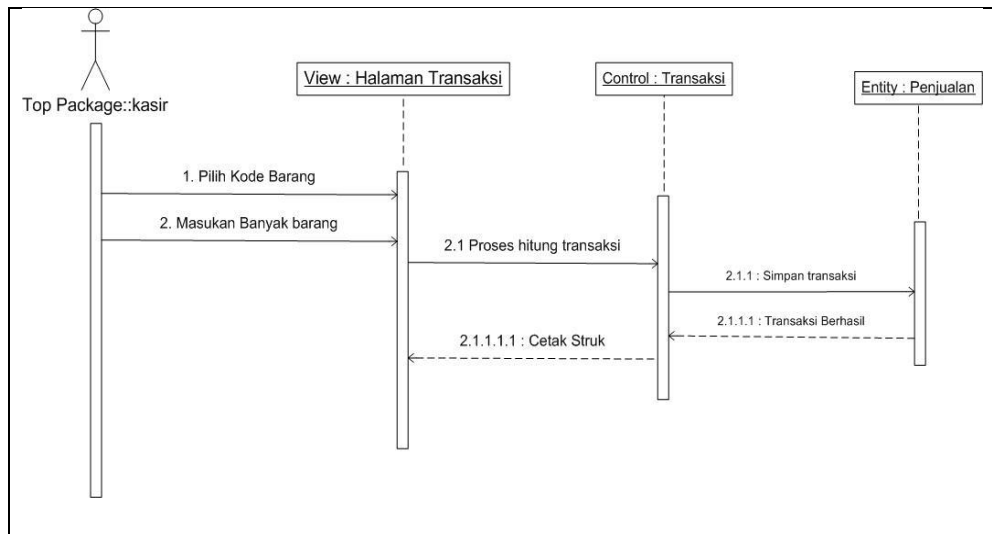 View : Halaman Transaksi
Control : Transaksi
Entity : Penjualan
Top Package::kasir
1. Pilih Kode Barang
2. Masukan Banyak barang
2.1 Proses hitung transaksi
2.1.1 : Simpan transaksi
2.1.1.1 : Transaksi Berhasil
2.1.1.1.1 : Cetak Struk